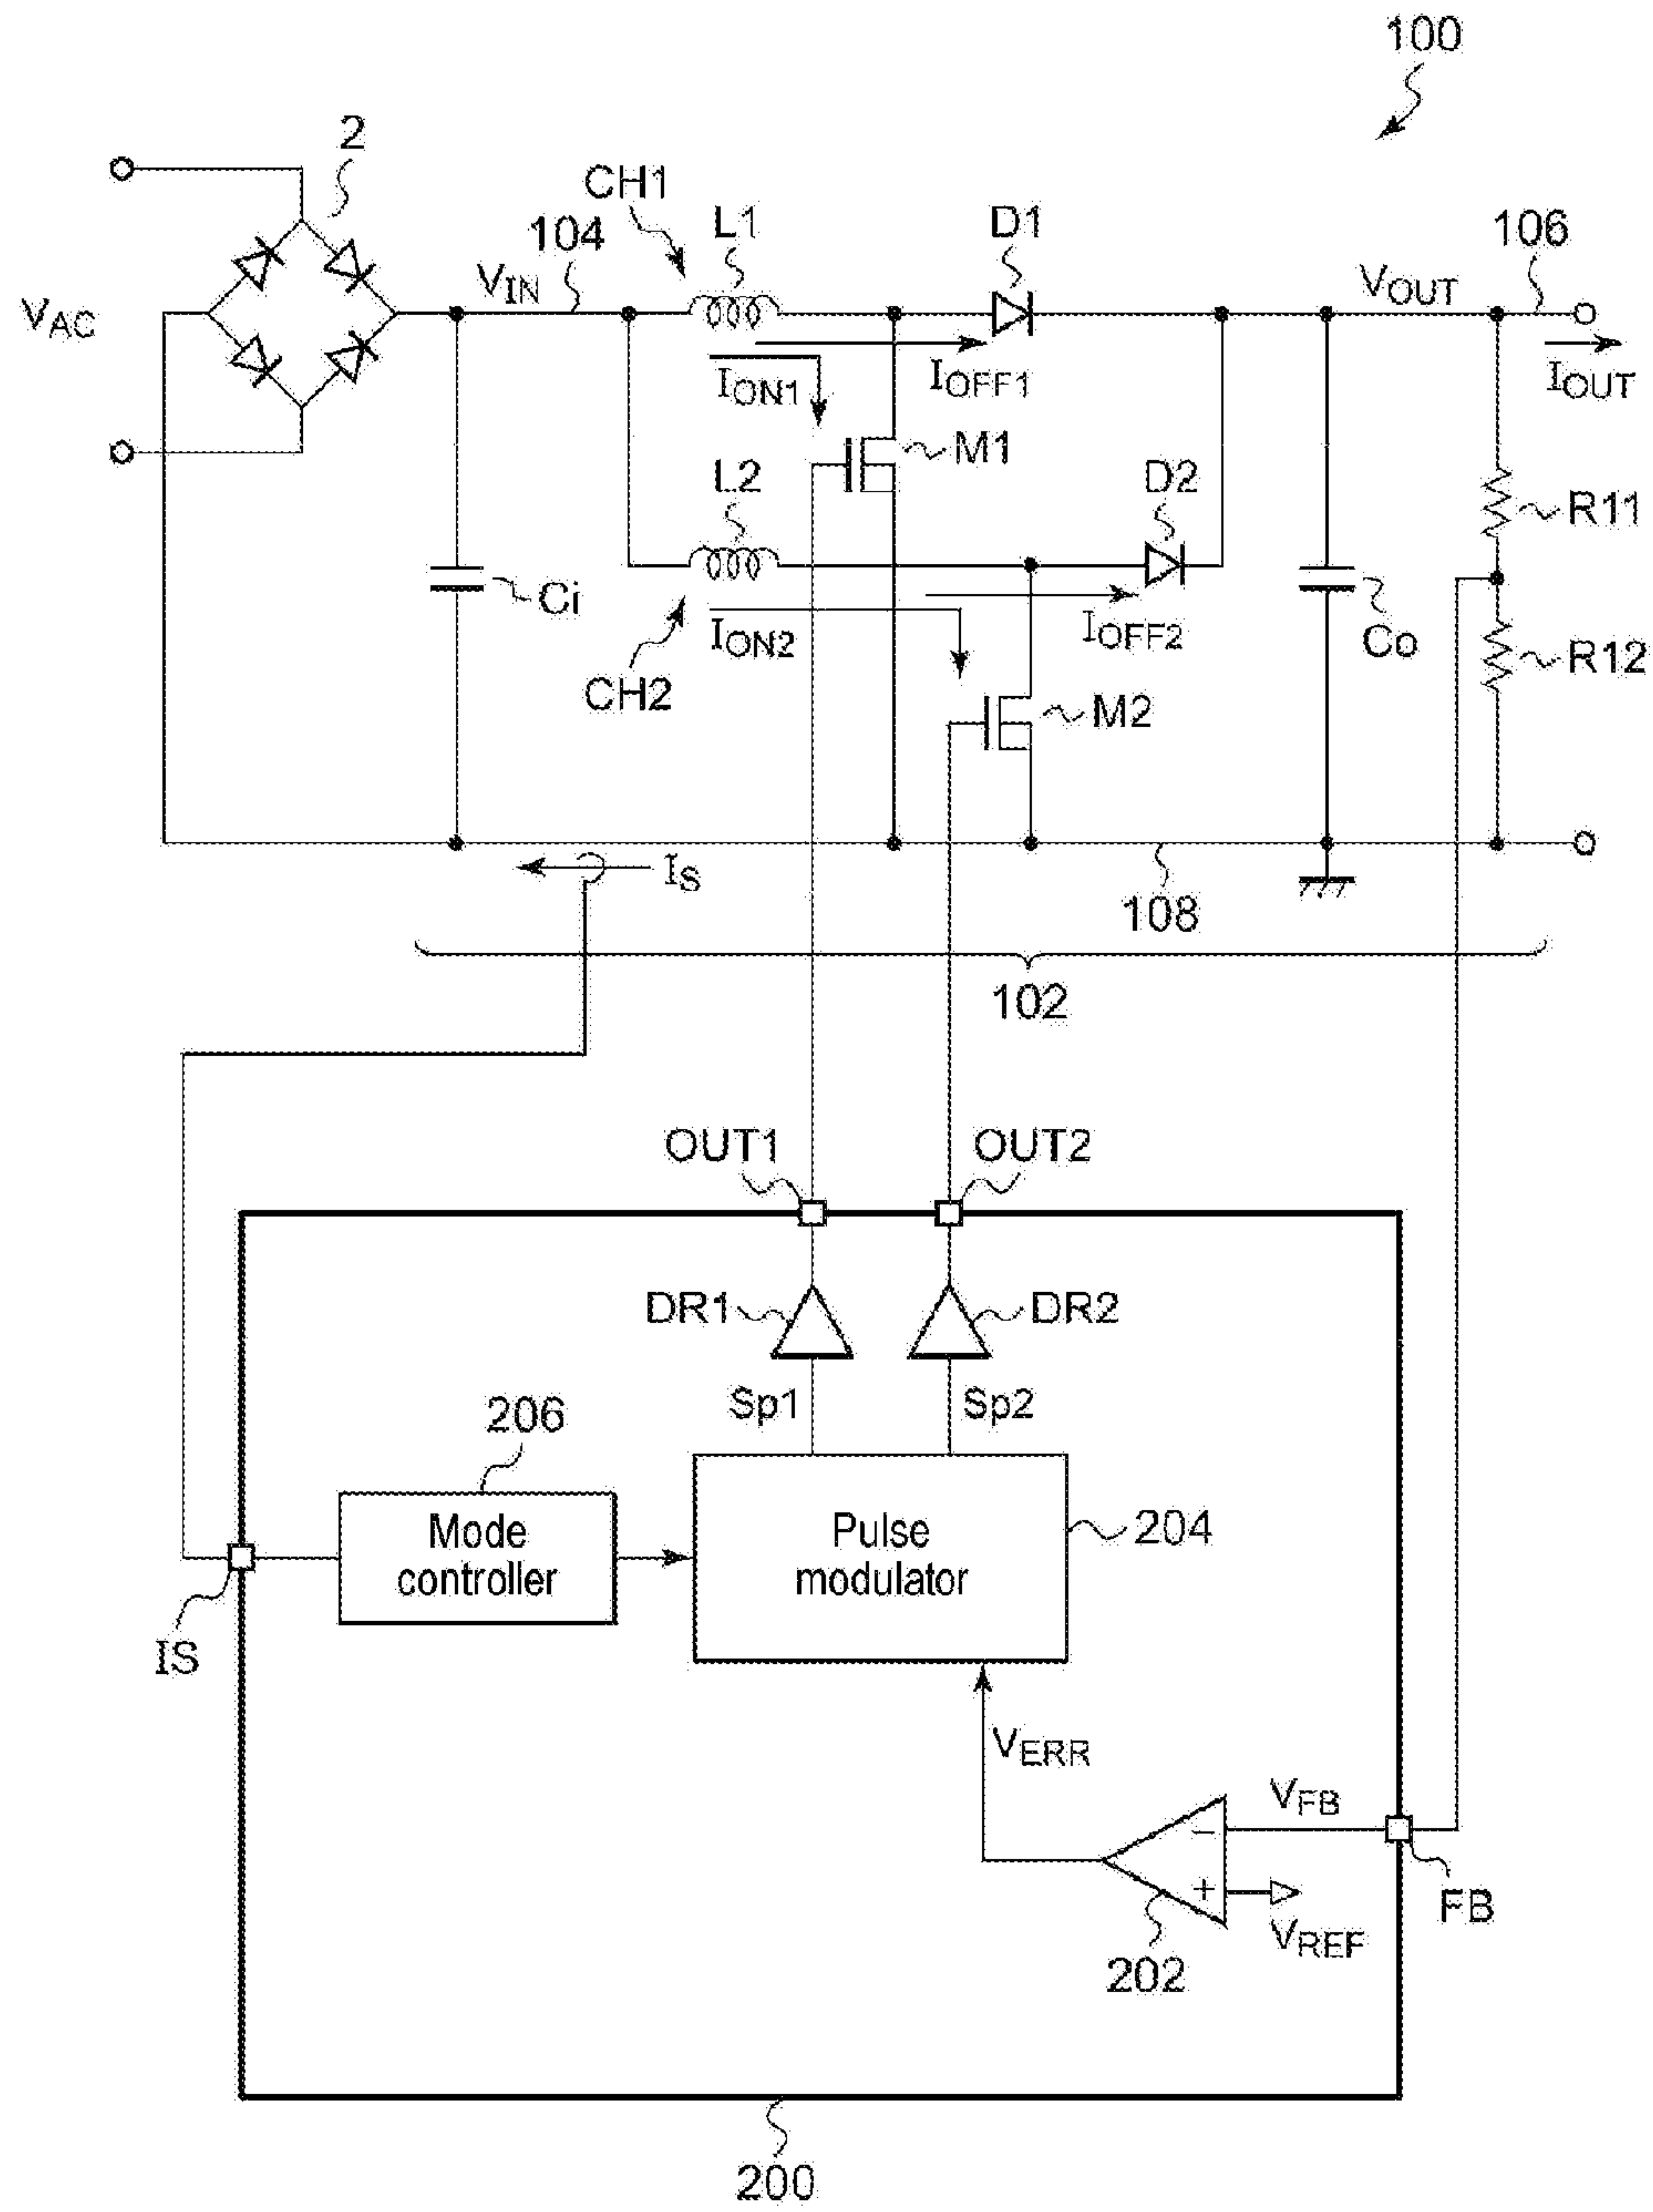 100
2
CH1
L1
D1
104
106
VIN
VOUT
VAC
ION1
IOFF1
IOUT
M1
L2
D2
R11
Ci
ION2
IOFF2
Co
R12
CH2
M2
IS
108
102
OUT1
OUT2
DR1
DR2
Sp1
Sp2
206
Mode
controller
Pulse
modulator
204
IS
VERR
VFB
−
+
FB
VREF
202
200